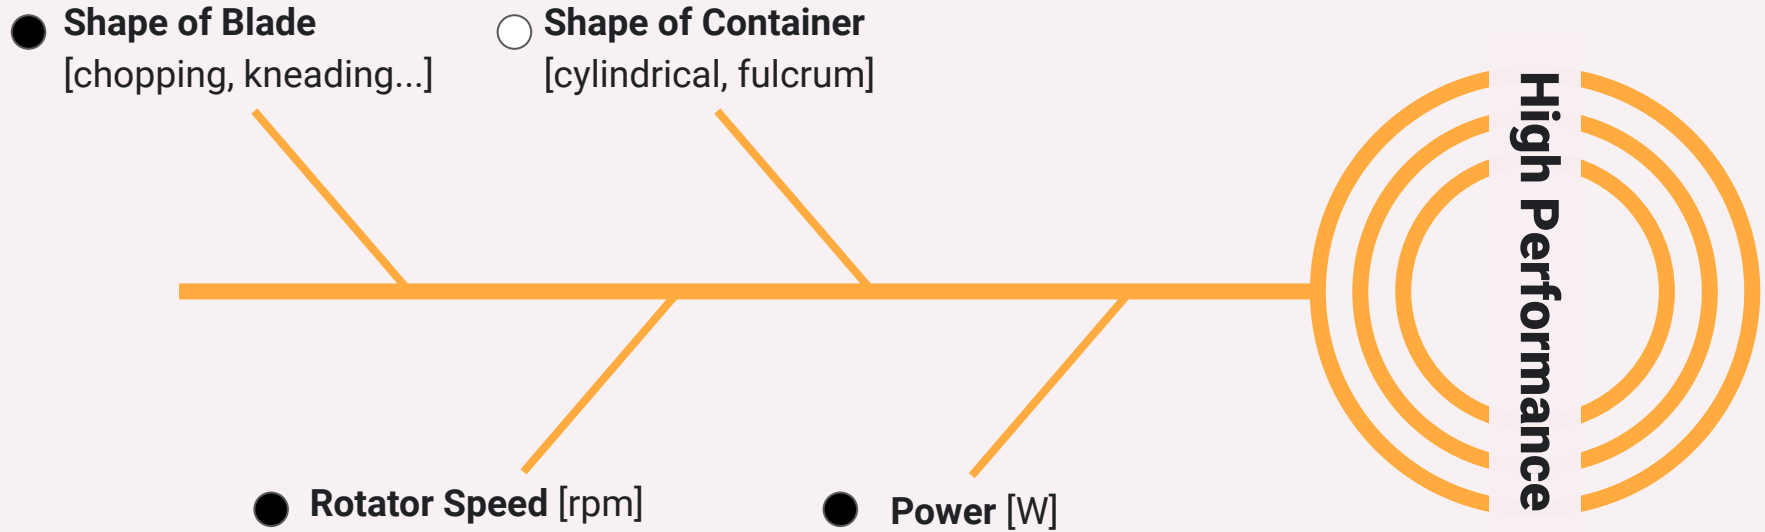 Shape of Blade
[chopping, kneading...]
Shape of Container
[cylindrical, fulcrum]
High Performance
Rotator Speed [rpm]
Power [W]